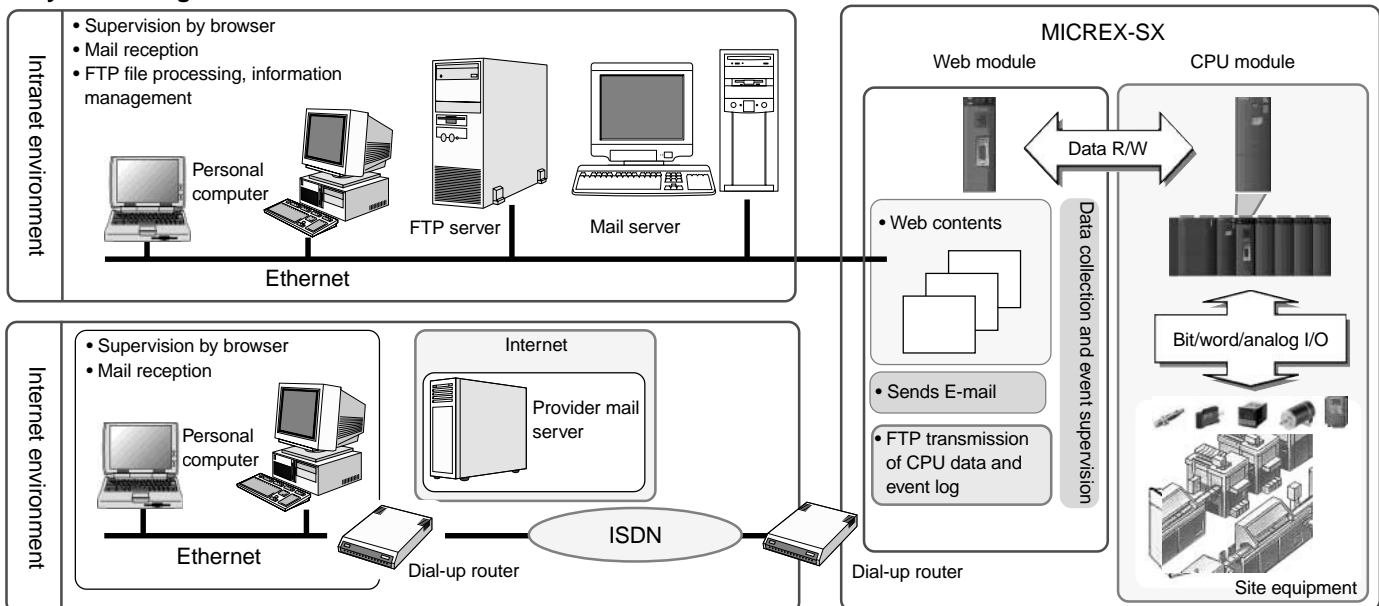 Intranet environment
• Supervision by browser
• Mail reception
• FTP file processing, information
management
Personal
computer
FTP server
Mail server
Ethernet
Internet environment
• Supervision by browser
• Mail reception
Personal
computer
Ethernet
Internet
Provider mail
server
Dial-up router
ISDN
Dial-up router
MICREX-SX
Web module
CPU module
Data R/W
• Web contents
• Sends E-mail
• FTP transmission
of CPU data and
event log
Data collection and event supervision
Bit/word/analog I/O
Site equipment